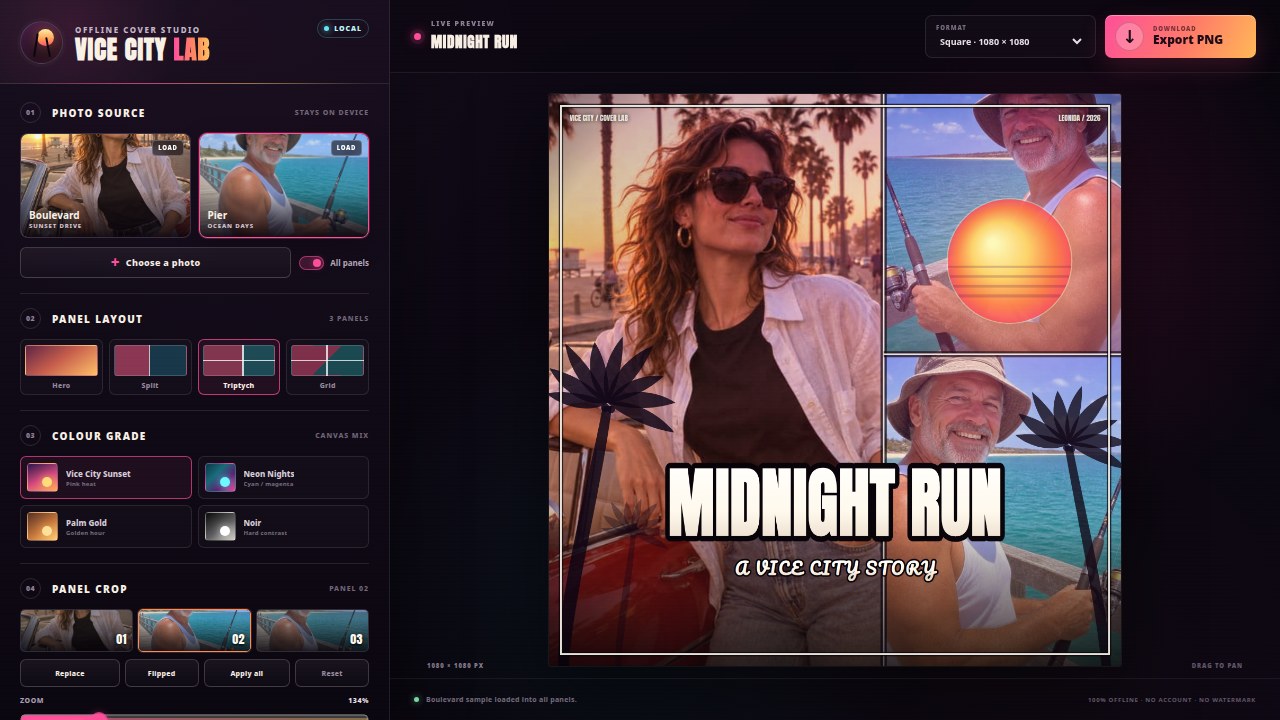 OFFLINE COVER STUDIO
VICE CITY LAB
LOCAL
01 PHOTO SOURCE STAYS ON DEVICE
LOAD
Boulevard
SUNSET DRIVE
LOAD
Pier
OCEAN DAYS
+ Choose a photo
All panels
02 PANEL LAYOUT 3 PANELS
Hero Split Triptych Grid
03 COLOUR GRADE CANVAS MIX
Vice City Sunset
Pink heat
Neon Nights
Cyan / magenta
Palm Gold
Golden hour
Noir
Hard contrast
04 PANEL CROP PANEL 02
01 02 03
Replace Flipped Apply all Reset
ZOOM 134%
LIVE PREVIEW
MIDNIGHT RUN
FORMAT
Square · 1080 × 1080
DOWNLOAD
Export PNG
VICE CITY / COVER LAB
LEONIDA / 2026
MIDNIGHT RUN
A VICE CITY STORY
1080 × 1080 PX
DRAG TO PAN
Boulevard sample loaded into all panels.
100% OFFLINE · NO ACCOUNT · NO WATERMARK